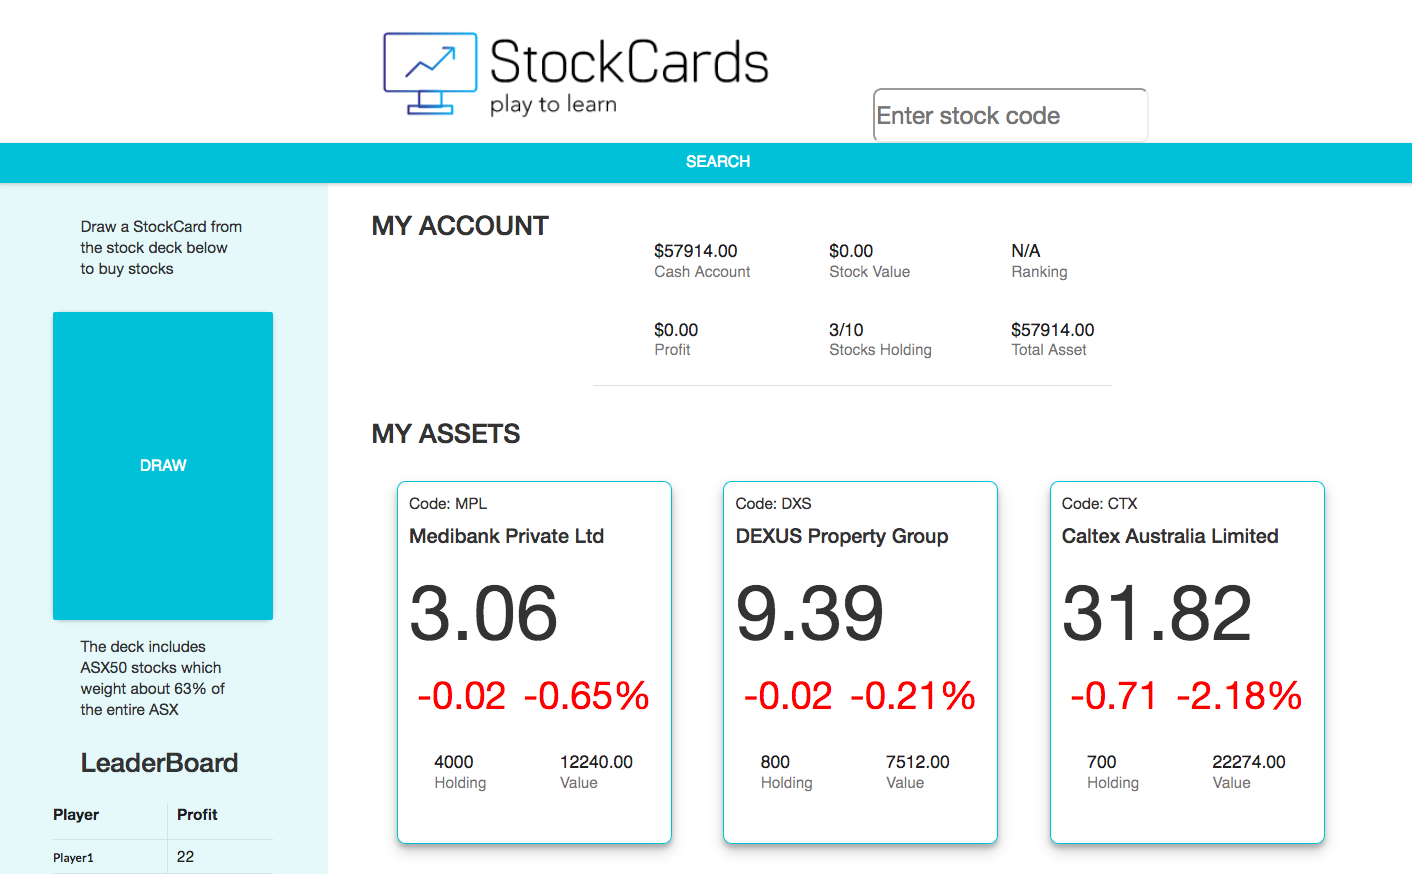 StockCards
play to learn
Enter stock code
SEARCH
Draw a StockCard from
the stock deck below
to buy stocks
DRAW
The deck includes
ASX50 stocks which
weight about 63% of
the entire ASX
LeaderBoard
Player Profit
Player1 22
MY ACCOUNT
$57914.00 $0.00 N/A
Cash Account Stock Value Ranking
$0.00 3/10 $57914.00
Profit Stocks Holding Total Asset
MY ASSETS
Code: MPL
Medibank Private Ltd
3.06
-0.02 -0.65%
4000 12240.00
Holding Value
Code: DXS
DEXUS Property Group
9.39
-0.02 -0.21%
800 7512.00
Holding Value
Code: CTX
Caltex Australia Limited
31.82
-0.71 -2.18%
700 22274.00
Holding Value